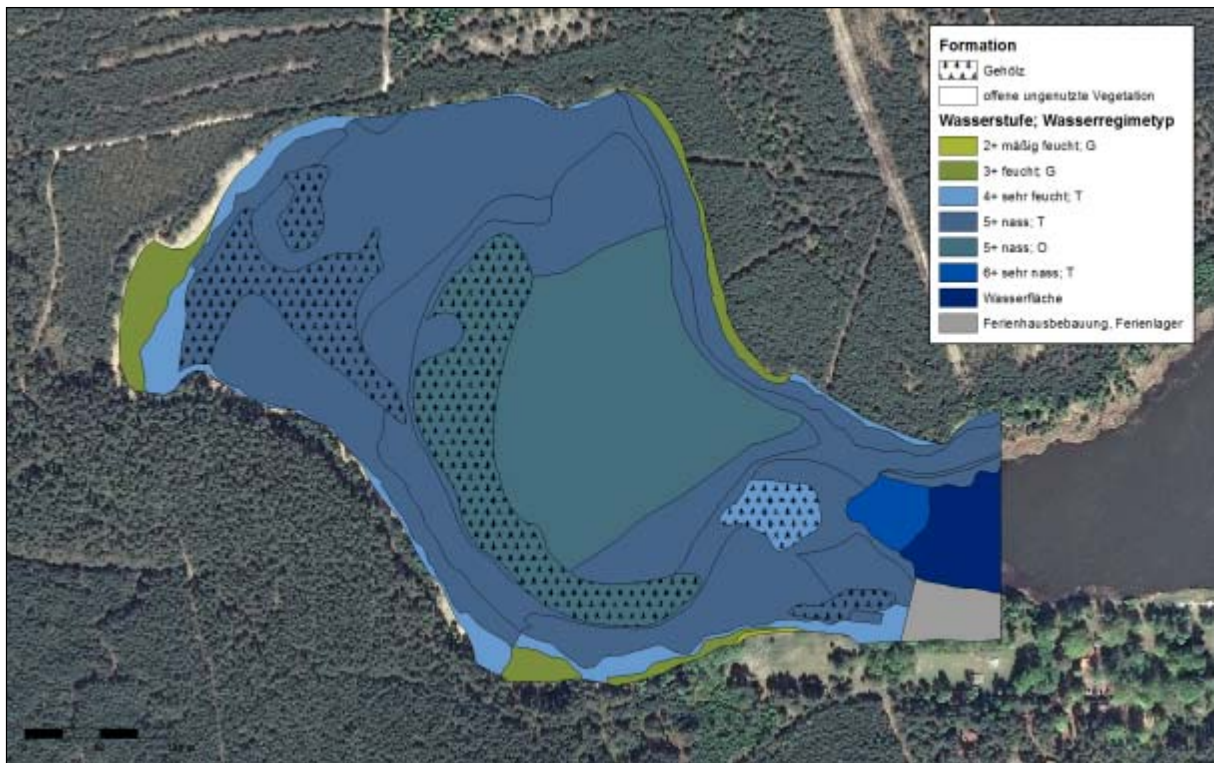 Formation
Gehölz
offene ungenutzte Vegetation
Wasserstufe; Wasserregimetyp
2+ mäßig feucht; G
3+ feucht; G
4+ sehr feucht; T
5+ nass; T
5+ nass; O
6+ sehr nass; T
Wasserfläche
Ferienhausbebauung, Ferienlager